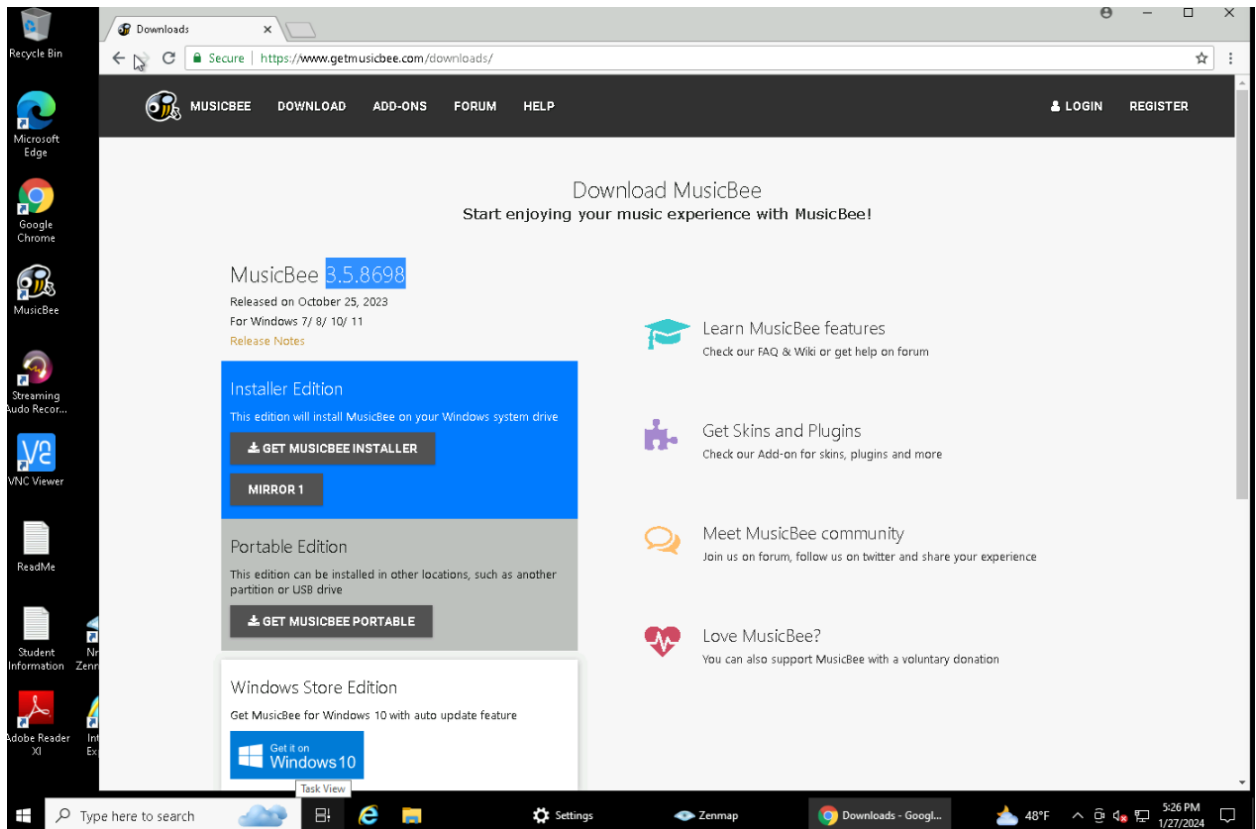 Recycle Bin
Microsoft
Edge
Google
Chrome
MusicBee
Streaming
Audo Recor...
VNC Viewer
ReadMe
Student
Information
Nr
Zenn
Adobe Reader
XI
Int
Ex
Downloads
Secure | https://www.getmusicbee.com/downloads/
MUSICBEE DOWNLOAD ADD-ONS FORUM HELP LOGIN REGISTER
Download MusicBee
Start enjoying your music experience with MusicBee!
MusicBee 3.5.8698
Released on October 25, 2023
For Windows 7/ 8/ 10/ 11
Release Notes
Installer Edition
This edition will install MusicBee on your Windows system drive
GET MUSICBEE INSTALLER
MIRROR 1
Portable Edition
This edition can be installed in other locations, such as another
partition or USB drive
GET MUSICBEE PORTABLE
Windows Store Edition
Get MusicBee for Windows 10 with auto update feature
Get it on
Windows 10
Learn MusicBee features
Check our FAQ & Wiki or get help on forum
Get Skins and Plugins
Check our Add-on for skins, plugins and more
Meet MusicBee community
Join us on forum, follow us on twitter and share your experience
Love MusicBee?
You can also support MusicBee with a voluntary donation
Task View
Type here to search
Settings
Zenmap
Downloads - Googl...
48°F
5:26 PM
1/27/2024